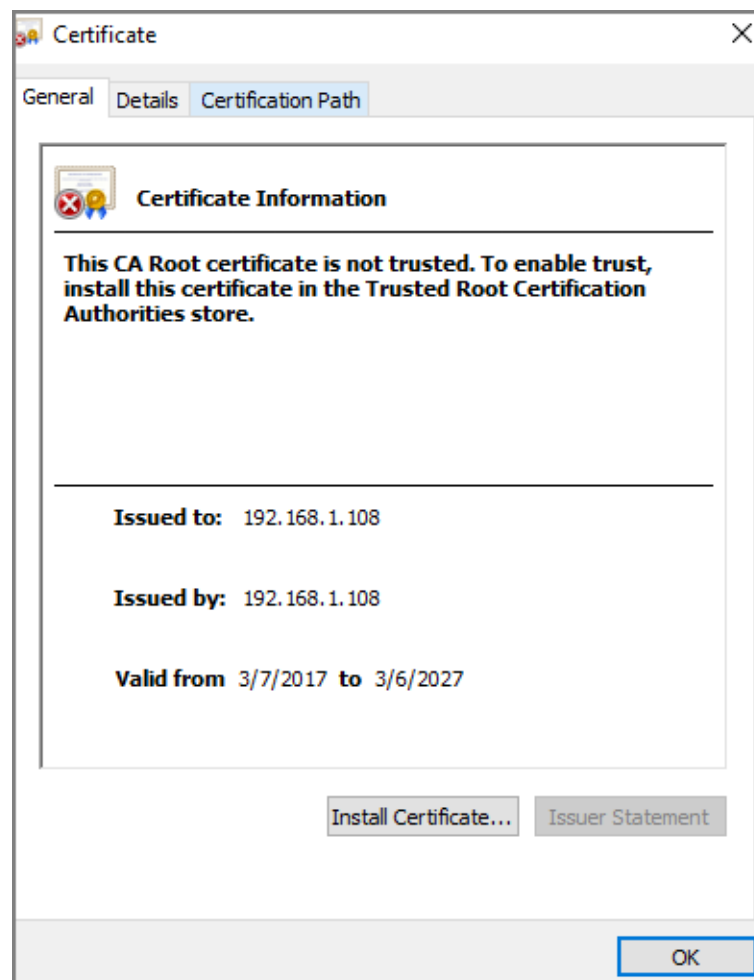 Certificate
General Details Certification Path
Certificate Information
This CA Root certificate is not trusted. To enable trust,
install this certificate in the Trusted Root Certification
Authorities store.
Issued to: 192.168.1.108
Issued by: 192.168.1.108
Valid from 3/7/2017 to 3/6/2027
Install Certificate... Issuer Statement
OK